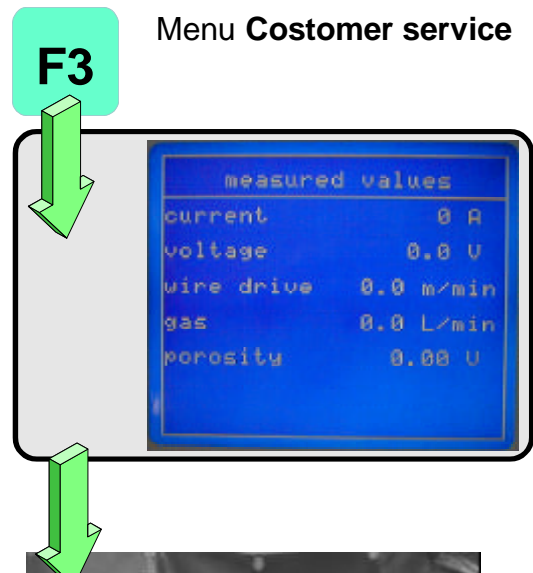 Menu Costomer service
F3
measured values
current 0 A
voltage 0.0 V
wire drive 0.0 m/min
gas 0.0 L/min
porosity 0.00 V